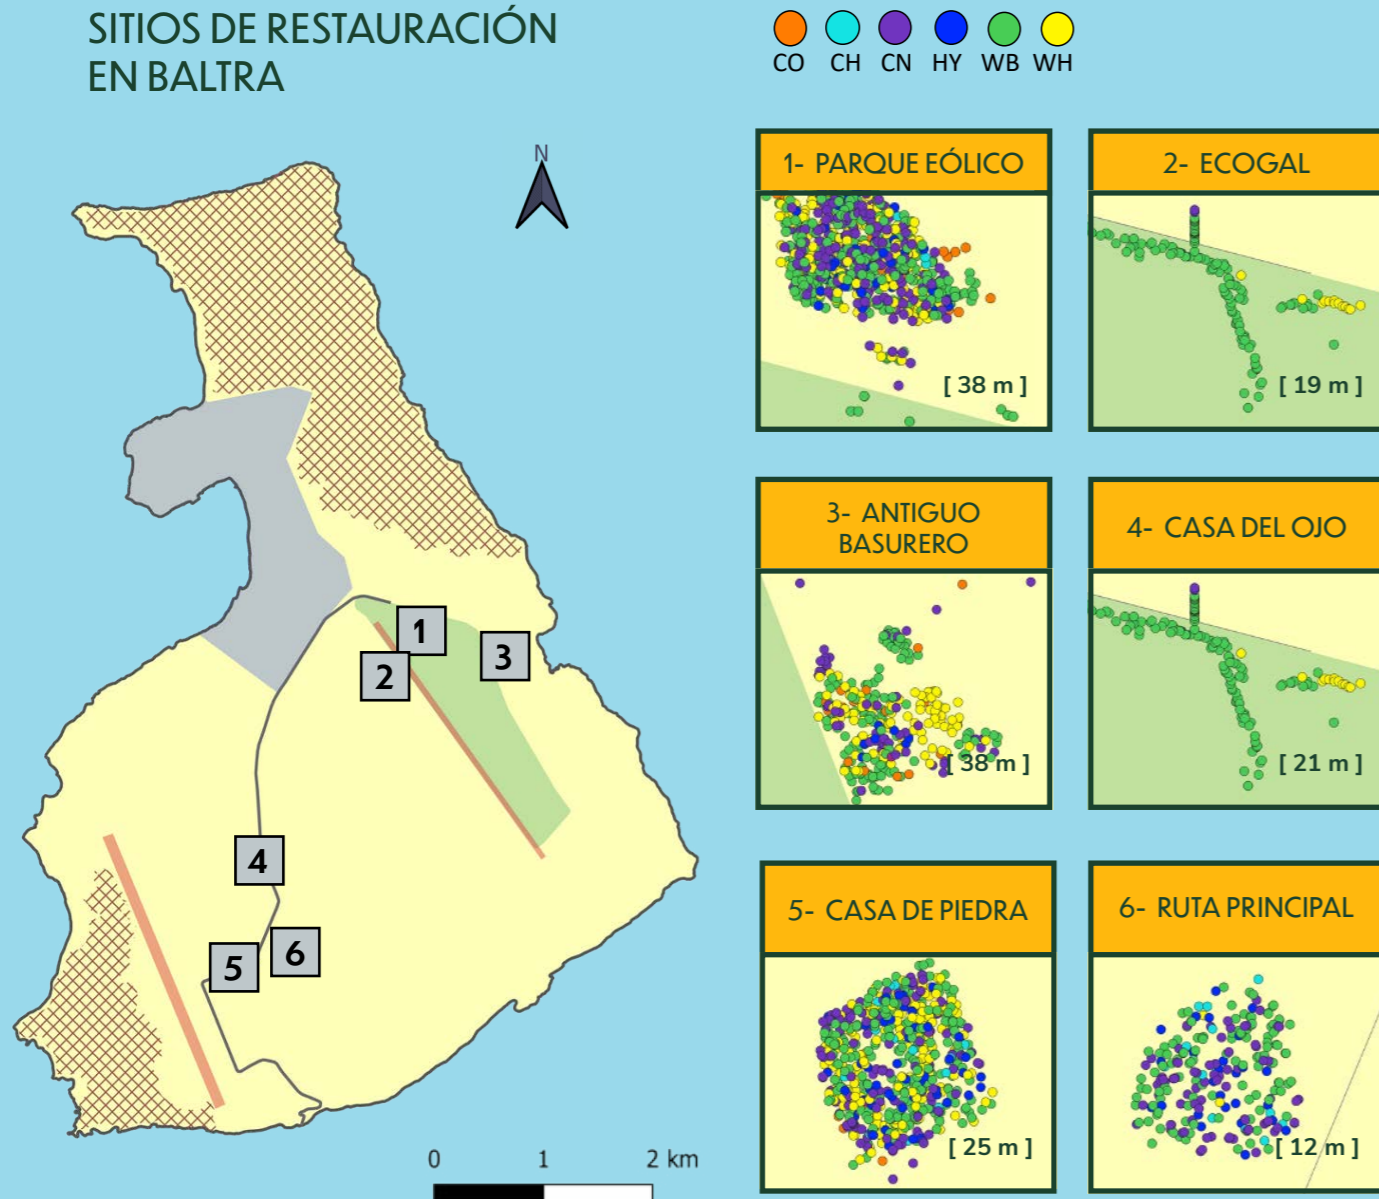 SITIOS DE RESTAURACIÓN
EN BALTRA
CO CH CN HY WB WH
N
1- PARQUE EÓLICO
[ 38 m ]
2- ECOGAL
[ 19 m ]
3- ANTIGUO
BASURERO
[ 38 m ]
4- CASA DEL OJO
[ 21 m ]
5- CASA DE PIEDRA
[ 25 m ]
6- RUTA PRINCIPAL
[ 12 m ]
1
2
3
4
5
6
0 1 2 km